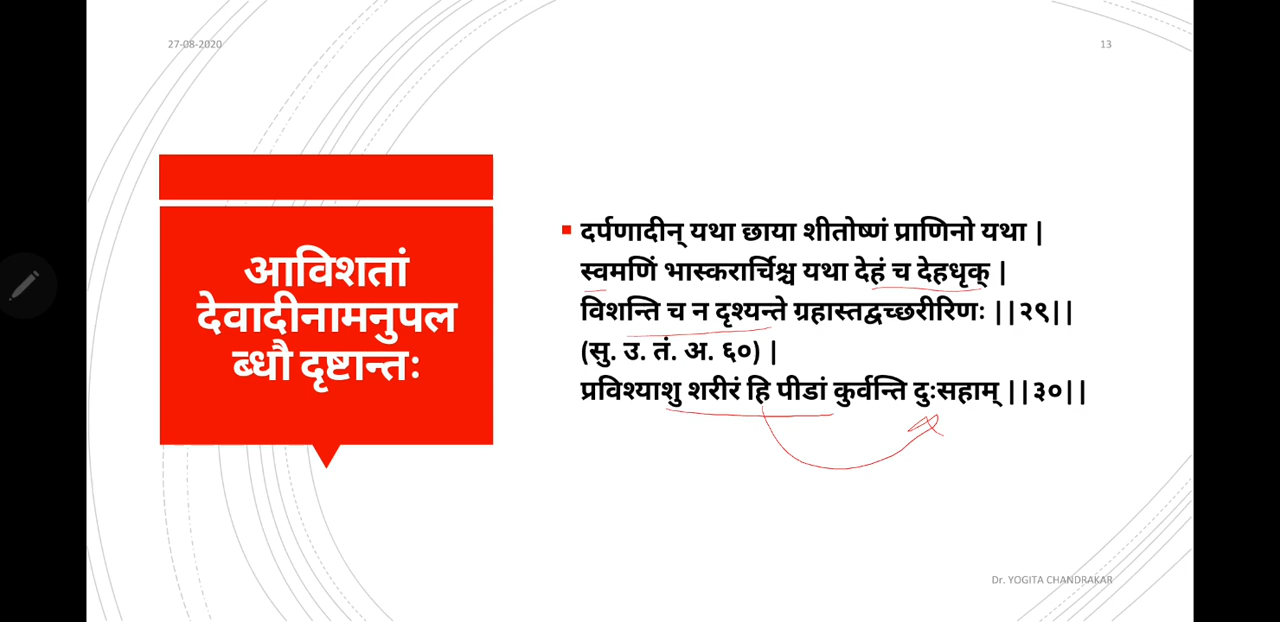 27-08-2020
13
आविशतां
देवादीनामनुपल
ब्धौ दृष्टान्तः
दर्पणादीन् यथा छाया शीतोष्णं प्राणिनो यथा |
स्वमणिं भास्करार्चिश्च यथा देहं च देहधृक् |
विशन्ति च न दृश्यन्ते ग्रहास्तद्वच्छरीरिणः ||२९||
(सु. उ. तं. अ. ६०) |
प्रविश्याशु शरीरं हि पीडां कुर्वन्ति दुःसहाम् ||३०||
Dr. YOGITA CHANDRAKAR